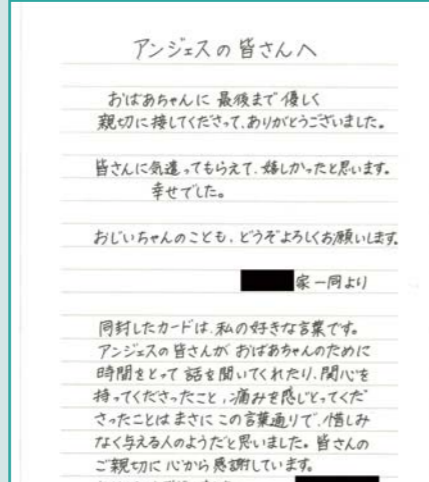 アンジェスの皆さんへ
おばあちゃんに 最後まで 優しく
親切に接してくださって、ありがとうございました。
皆さんに気遣ってもらえて、嬉しかったと思います。
幸せでした。
おじいちゃんのことも、どうぞよろしくお願いします。
家一同より
同封したカードは、私の好きな言葉です。
アンジェスの皆さんが おばあちゃんのために
時間をとって 話を聞いてくれたり、関心を
持ってくださったこと、痛みを感じとってくだ
さったことは まさに この言葉通りで、惜しみ
なく与える人のようだと思いました。皆さんの
ご親切に 心から感謝しています。